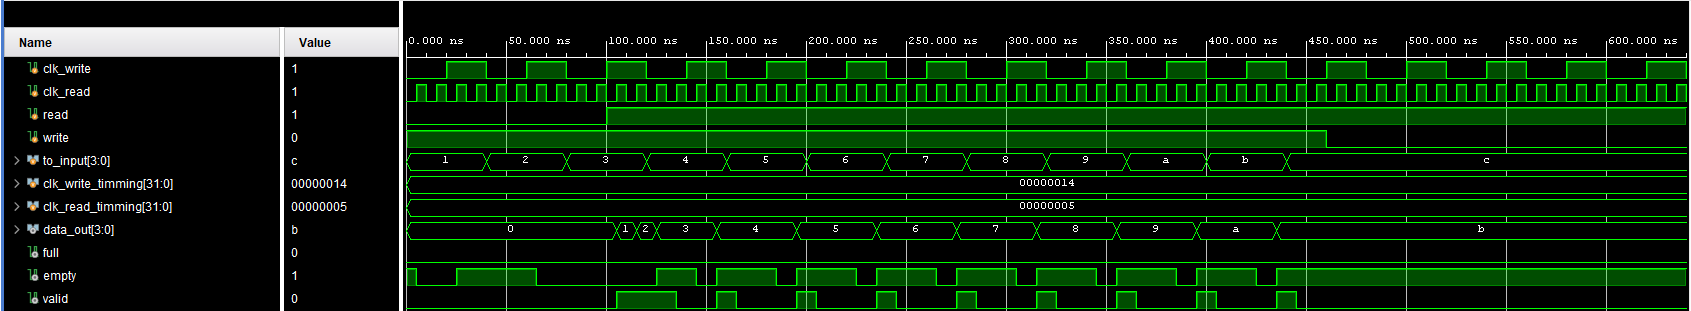 Name Value
0.000 ns 50.000 ns 100.000 ns 150.000 ns 200.000 ns 250.000 ns 300.000 ns 350.000 ns 400.000 ns 450.000 ns 500.000 ns 550.000 ns 600.000 ns
clk_write 1
clk_read 1
read 1
write 0
to_input[3:0] c 1 2 3 4 5 6 7 8 9 a b c
clk_write_timming[31:0] 00000014 00000014
clk_read_timming[31:0] 00000005 00000005
data_out[3:0] b 0 1 2 3 4 5 6 7 8 9 a b
full 0
empty 1
valid 0